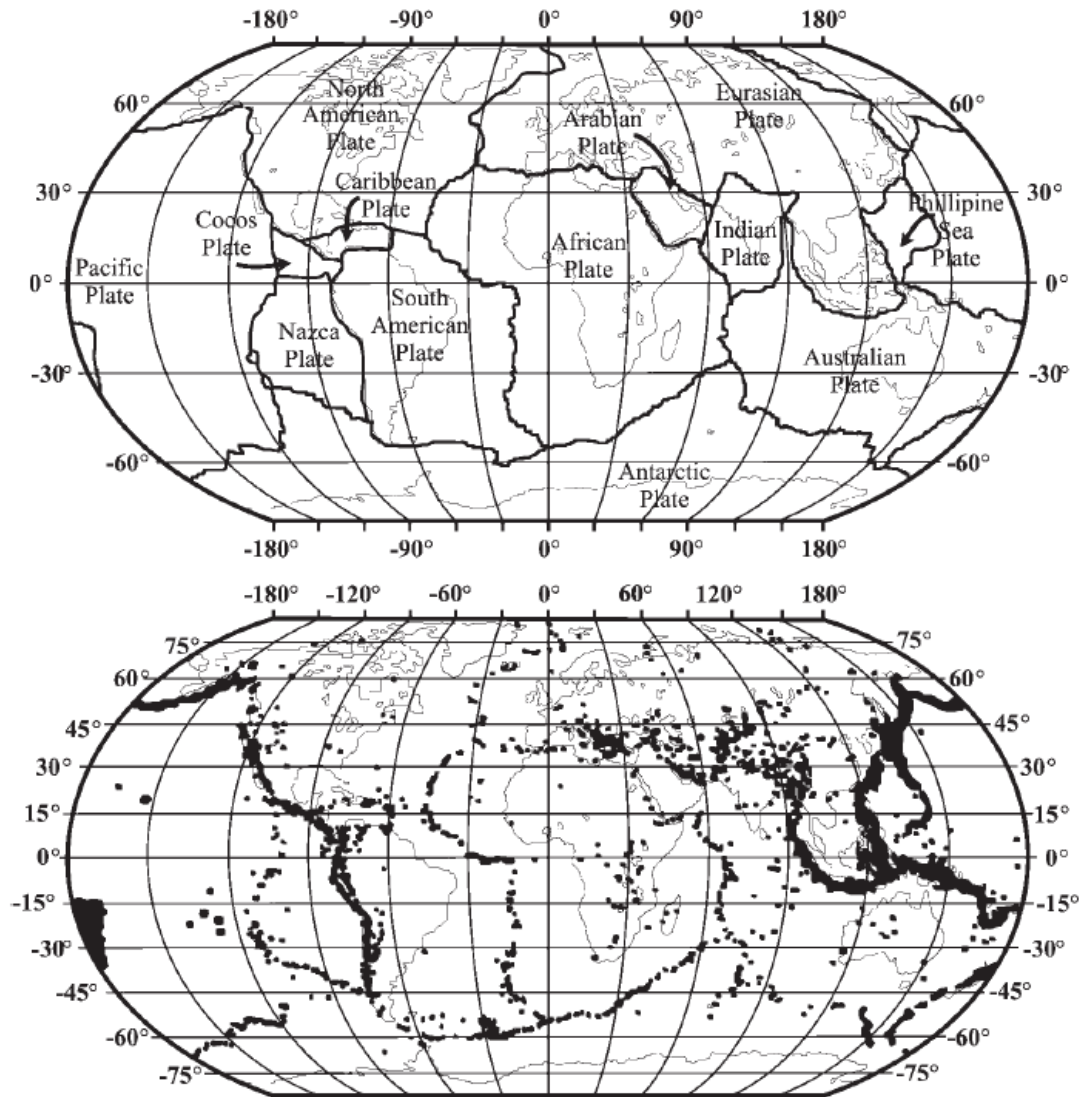 -180° -90° 0° 90° 180°
60°
North
American
Plate
Arabian
Plate
Eurasian
Plate
30° 30°
Caribbean
Plate
Cocos
Plate
African
Plate
Indian
Plate
Phillipine
Sea
Plate
Pacific
Plate
0° 0°
South
American
Plate
Nazca
Plate
Australian
Plate
-30° -30°
-60° -60°
Antarctic
Plate
-180° -90° 0° 90° 180°
-180° -120° -60° 0° 60° 120° 180°
75° 75°
60° 60°
45° 45°
30° 30°
15° 15°
0° 0°
-15° -15°
-30° -30°
-45° -45°
-60° -60°
-75° -75°